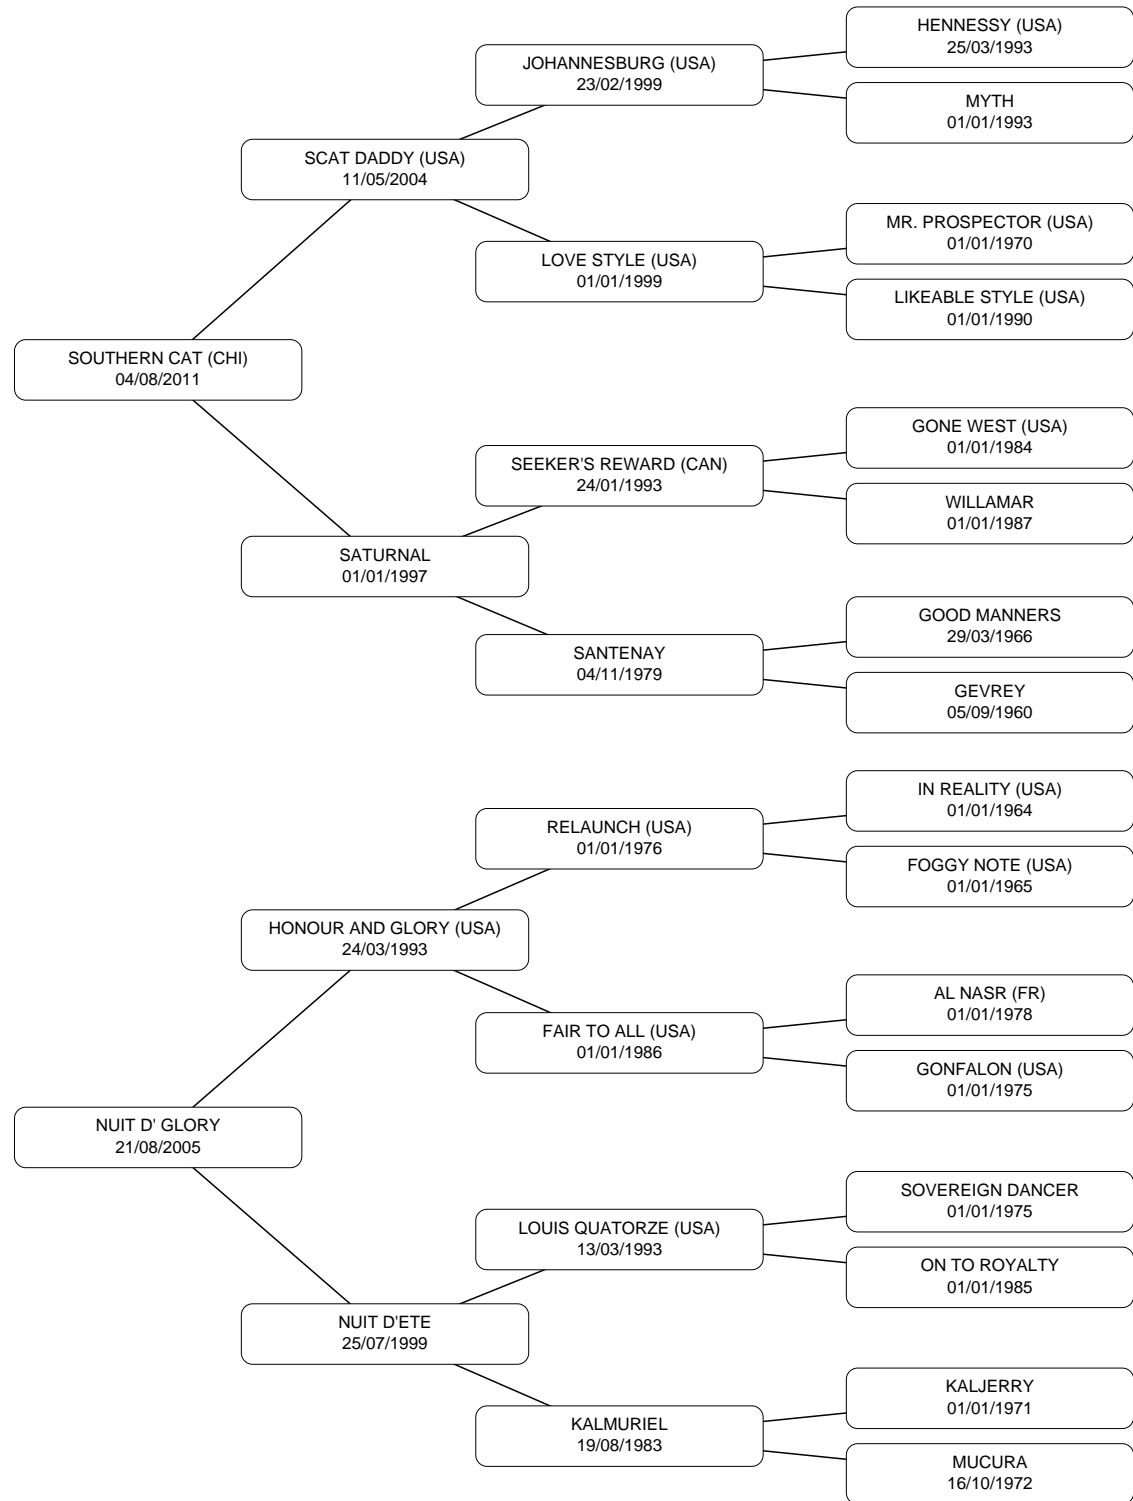 HENNESSY (USA)
25/03/1993
JOHANNESBURG (USA)
23/02/1999
MYTH
01/01/1993
SCAT DADDY (USA)
11/05/2004
MR. PROSPECTOR (USA)
01/01/1970
LOVE STYLE (USA)
01/01/1999
LIKEABLE STYLE (USA)
01/01/1990
SOUTHERN CAT (CHI)
04/08/2011
GONE WEST (USA)
01/01/1984
SEEKER'S REWARD (CAN)
24/01/1993
WILLAMAR
01/01/1987
SATURNAL
01/01/1997
GOOD MANNERS
29/03/1966
SANTENAY
04/11/1979
GEVREY
05/09/1960
IN REALITY (USA)
01/01/1964
RELAUNCH (USA)
01/01/1976
FOGGY NOTE (USA)
01/01/1965
HONOUR AND GLORY (USA)
24/03/1993
AL NASR (FR)
01/01/1978
FAIR TO ALL (USA)
01/01/1986
GONFALON (USA)
01/01/1975
NUIT D' GLORY
21/08/2005
SOVEREIGN DANCER
01/01/1975
LOUIS QUATORZE (USA)
13/03/1993
ON TO ROYALTY
01/01/1985
NUIT D'ETE
25/07/1999
KALJERRY
01/01/1971
KALMURIEL
19/08/1983
MUCURA
16/10/1972